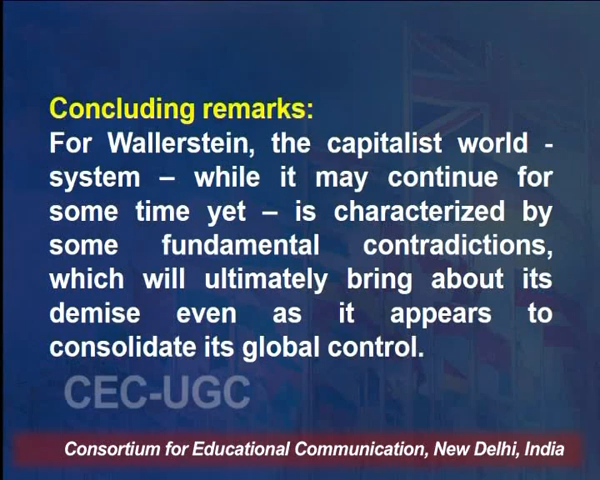 Concluding remarks:
For Wallerstein, the capitalist world -
system – while it may continue for
some time yet – is characterized by
some fundamental contradictions,
which will ultimately bring about its
demise even as it appears to
consolidate its global control.
CEC-UGC
Consortium for Educational Communication, New Delhi, India